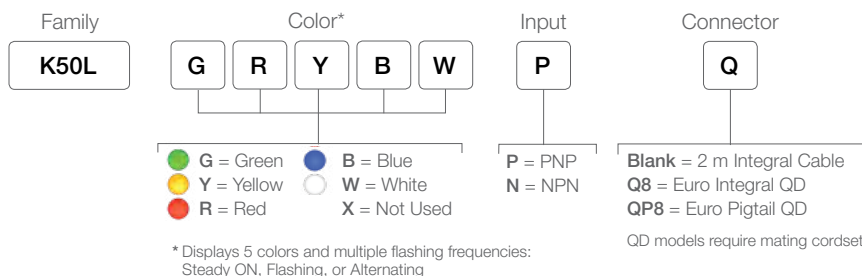 Family
Color*
Input
Connector
K50L
G
R
Y
B
W
P
Q
G = Green
B = Blue
Y = Yellow
W = White
R = Red
X = Not Used
P = PNP
N = NPN
Blank = 2 m Integral Cable
Q8 = Euro Integral QD
QP8 = Euro Pigtail QD
QD models require mating cordset
* Displays 5 colors and multiple flashing frequencies:
Steady ON, Flashing, or Alternating